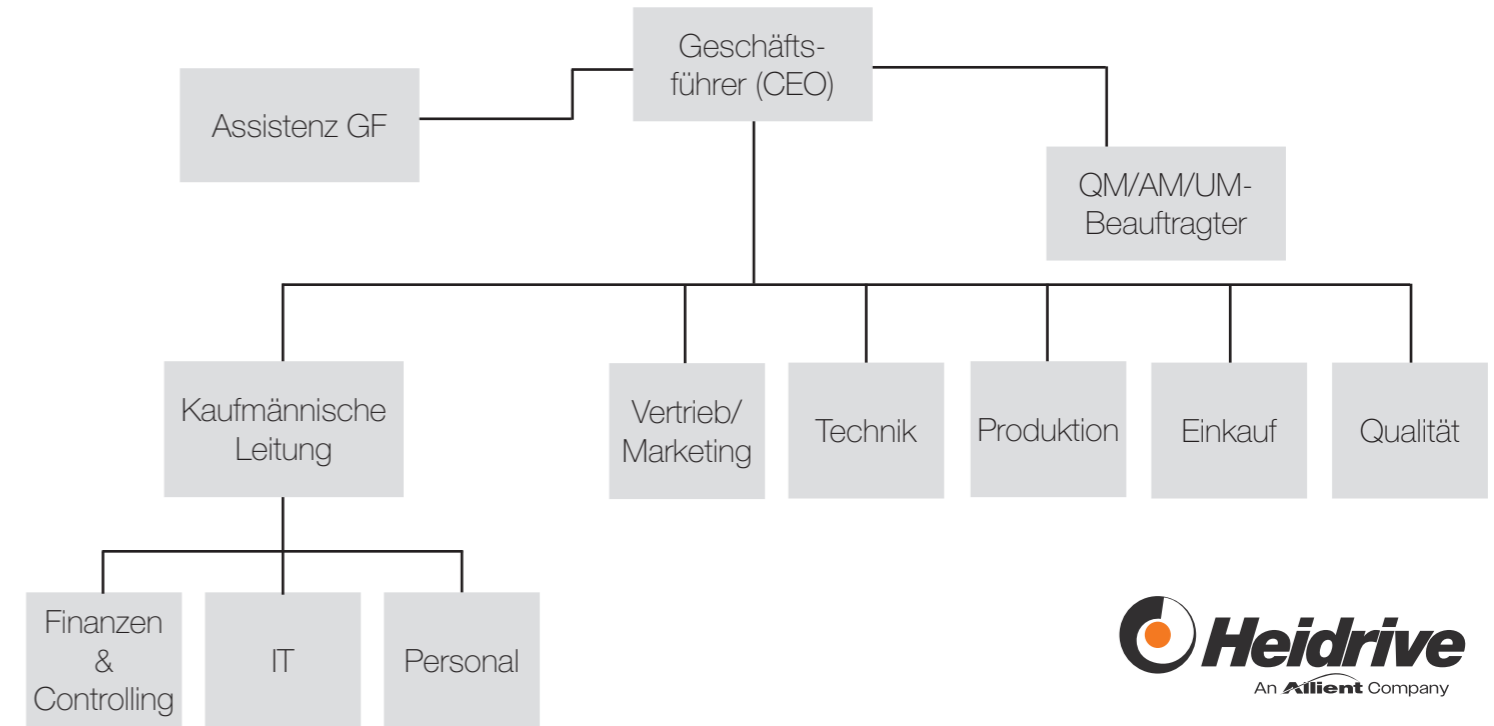 Geschäfts-
führer (CEO)
Assistenz GF
QM/AM/UM-
Beauftragter
Kaufmännische
Leitung
Vertrieb/
Marketing
Technik
Produktion
Einkauf
Qualität
Finanzen
&
Controlling
IT
Personal
Heidrive
An Allient Company